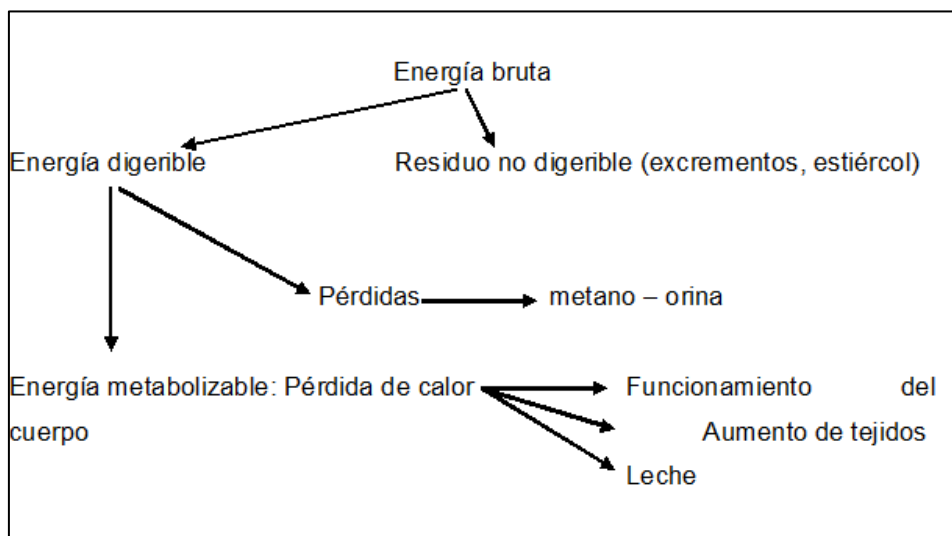 Energía bruta
Energía digerible Residuo no digerible (excrementos, estiércol)
Pérdidas metano – orina
Energía metabolizable: Pérdida de calor Funcionamiento del
cuerpo Aumento de tejidos
Leche